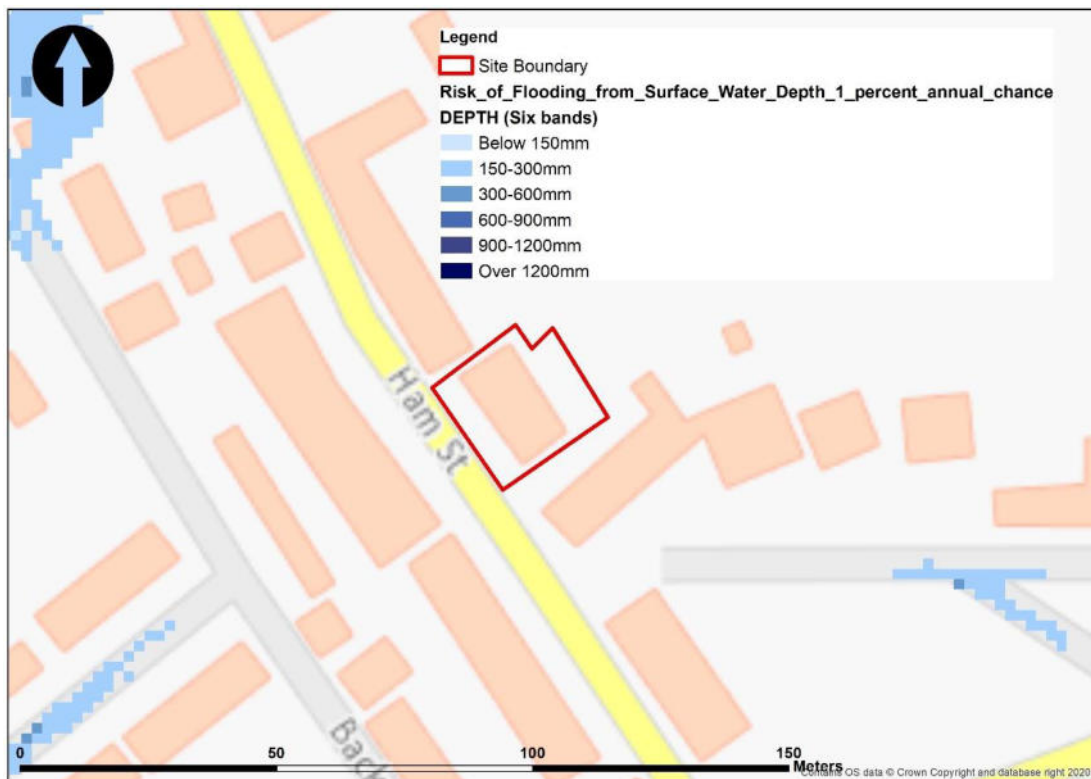 Legend
Site Boundary
Risk_of_Flooding_from_Surface_Water_Depth_1_percent_annual_chance
DEPTH (Six bands)
Below 150mm
150-300mm
300-600mm
600-900mm
900-1200mm
Over 1200mm
Ham St
Back
0
50
100
150
Meters
Contains OS data © Crown Copyright and database right 2020